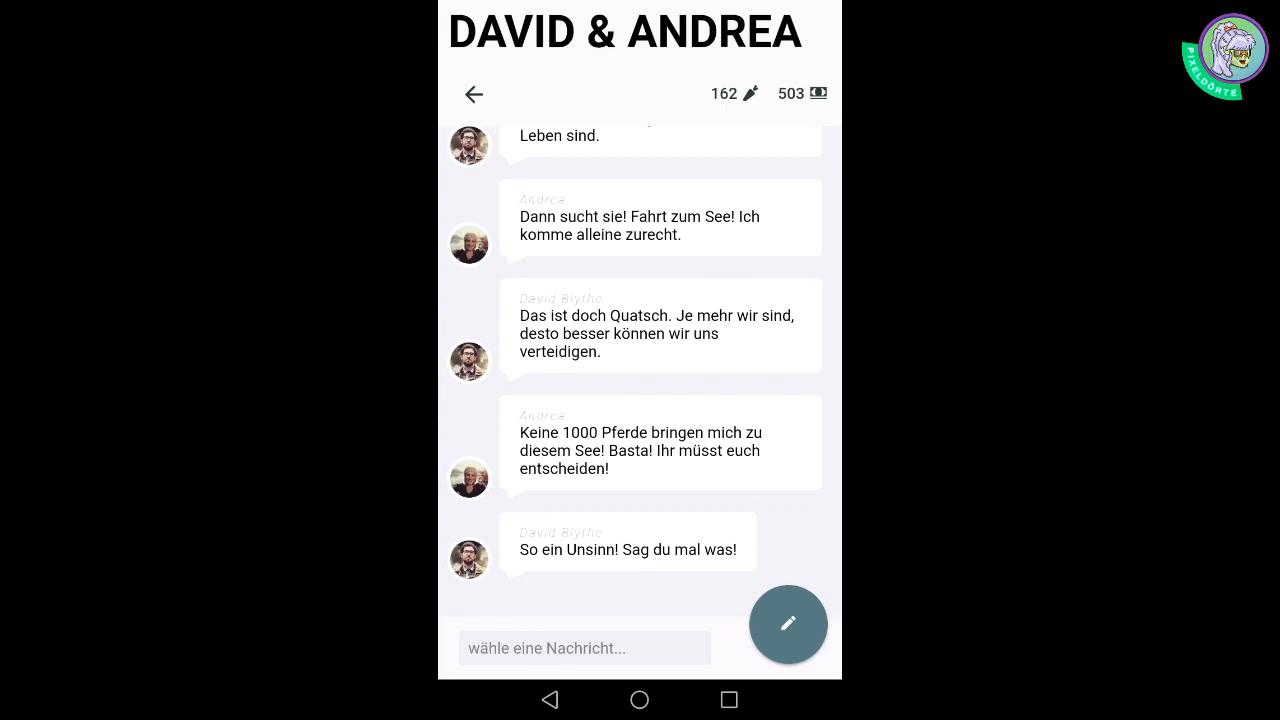 DAVID & ANDREA
162
503
Leben sind.
Andrea
Dann sucht sie! Fahrt zum See! Ich
komme alleine zurecht.
David Blythe
Das ist doch Quatsch. Je mehr wir sind,
desto besser können wir uns
verteidigen.
Andrea
Keine 1000 Pferde bringen mich zu
diesem See! Basta! Ihr müsst euch
entscheiden!
David Blythe
So ein Unsinn! Sag du mal was!
wähle eine Nachricht...
PIXELDÖRTE